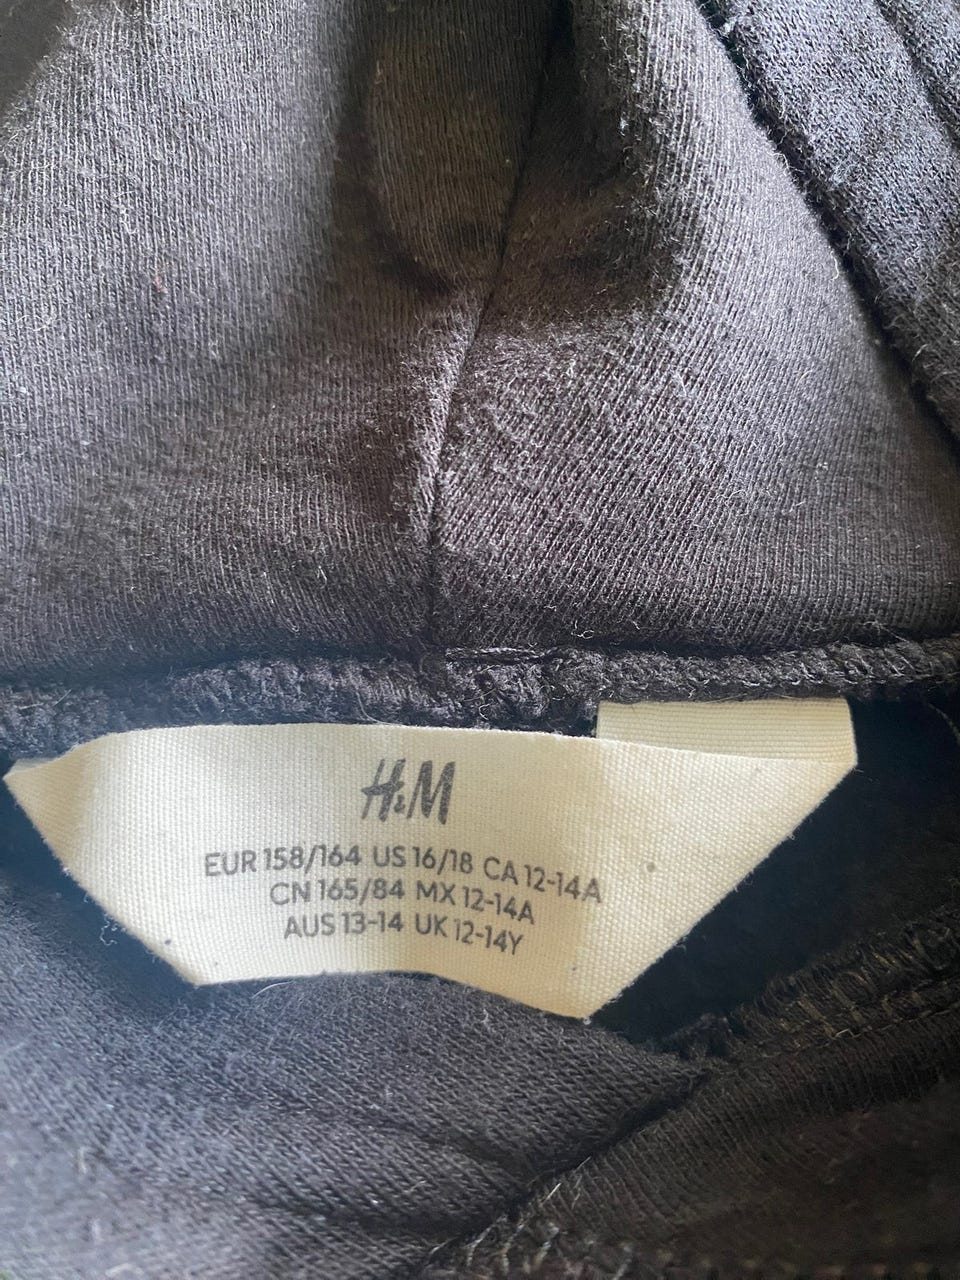 H&M
EUR 158/164 US 16/18 CA 12-14A
CN 165/84 MX 12-14A
AUS 13-14 UK 12-14Y